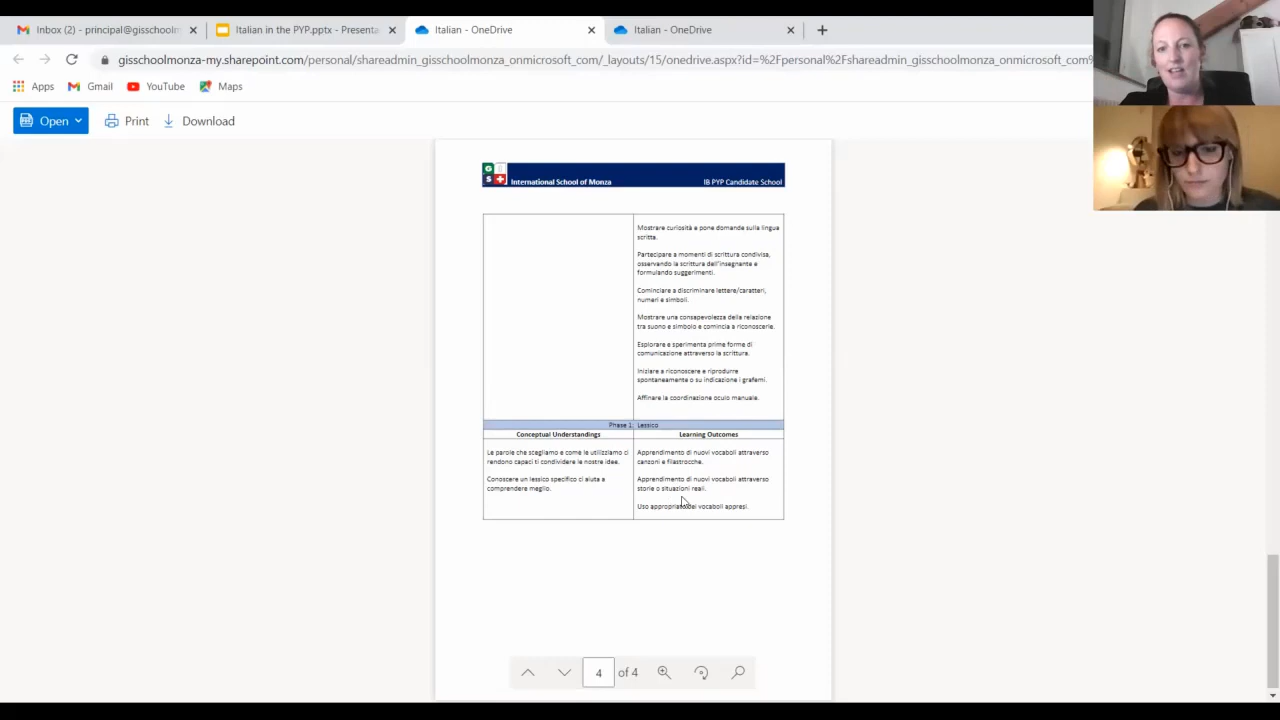 Inbox (2) - principal@gisschoolm
Italian in the PYP.pptx - Presenta
Italian - OneDrive
Italian - OneDrive
gisschoolmonza-my.sharepoint.com/personal/shareadmin_gisschoolmonza_onmicrosoft_com/_layouts/15/onedrive.aspx?id=%2Fpersonal%2Fshareadmin_gisschoolmonza_onmicrosoft_com%
Apps
Gmail
YouTube
Maps
Open
Print
Download
G
S
International School of Monza
IB PYP Candidate School
Mostrare curiosità e pone domande sulla lingua
scritta.
Partecipare a momenti di scrittura condivisa,
osservando la scrittura dell'insegnante e
formulando suggerimenti.
Cominciare a discriminare lettere/caratteri,
numeri e simboli.
Mostrare una consapevolezza della relazione
tra suono e simbolo e comincia a riconoscerle.
Esplorare e sperimenta prime forme di
comunicazione attraverso la scrittura.
Iniziare a riconoscere e riprodurre
spontaneamente o su indicazione i grafemi.
Affinare la coordinazione oculo manuale.
Phase 1: Lessico
Conceptual Understandings
Learning Outcomes
Le parole che scegliamo e come le utilizziamo ci
rendono capaci ti condividere le nostre idee.
Conoscere un lessico specifico ci aiuta a
comprendere meglio.
Apprendimento di nuovi vocaboli attraverso
canzoni e filastrocche.
Apprendimento di nuovi vocaboli attraverso
storie o situazioni reali.
Uso appropriato dei vocaboli appresi.
4 of 4